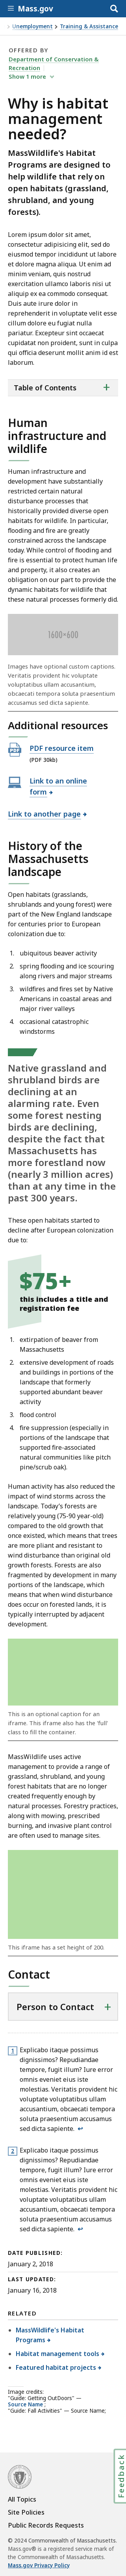 Mass.gov
Unemployment > Training & Assistance
OFFERED BY
Department of Conservation &
Recreation
Show 1 more
Why is habitat
management
needed?
MassWildlife's Habitat
Programs are designed to
help wildlife that rely on
open habitats (grassland,
shrubland, and young
forests).
Lorem ipsum dolor sit amet,
consectetur adipisicing elit, sed do
eiusmod tempor incididunt ut labore
et dolore magna aliqua. Ut enim ad
minim veniam, quis nostrud
exercitation ullamco laboris nisi ut
aliquip ex ea commodo consequat.
Duis aute irure dolor in
reprehenderit in voluptate velit esse
cillum dolore eu fugiat nulla
pariatur. Excepteur sint occaecat
cupidatat non proident, sunt in culpa
qui officia deserunt mollit anim id est
laborum.
Table of Contents
Human
infrastructure and
wildlife
Human infrastructure and
development have substantially
restricted certain natural
disturbance processes that
historically provided diverse open
habitats for wildlife. In particular,
flooding is a primary concern across
the landscape today. While control of
flooding and fire is essential to
protect human life and property, it
also creates an obligation on our
part to provide for the dynamic
habitats required for wildlife that
these natural processes formerly did.
1600×600
Images have optional custom captions.
Veritatis proident hic voluptate
voluptatibus ullam accusantium,
placeat tempora soluta praesentium
accusamus sed dicta sapiente.
Additional resources
PDF resource item
(PDF 30kb)
Link to an online
form
Link to another page
History of the
Massachusetts
landscape
Open habitats (grasslands,
shrublands and young forest) were
part of the New England landscape
for centuries prior to European
colonization due to:
1. ubiquitous beaver activity
2. spring flooding and ice scouring
along rivers and major streams
3. wildfires and fires set by Native
Americans in coastal areas and
major river valleys
4. occasional catastrophic
windstorms
Native grassland and
shrubland birds are
declining at an
alarming rate. Even
some forest nesting
birds are declining,
despite the fact that
Massachusetts has
more forestland now
(nearly 3 million acres)
than at any time in the
past 300 years.
These open habitats started to
decline after European colonization
due to:
$75+
this includes a title and
registration fee
1. extirpation of beaver from
Massachusetts
2. extensive development of roads
and buildings in portions of the
landscape that formerly
supported abundant beaver
activity
3. flood control
4. fire suppression (especially in
portions of the landscape that
supported fire-associated
natural communities like pitch
pine/scrub oak).
Human activity has also reduced the
impact of wind storms across much
of the landscape. Today's forests are
relatively young (75-90 year-old)
compared to the old growth forests
that once existed, which means that
most trees are small and relatively
resistant to wind disturbance than
original old growth forests. Forests
are also fragmented by development
in many portions of the landscape,
which means that even when wind
disturbance does occur on forested
lands, it is typically truncated by
adjacent development.
This is an optional caption for an
iframe. This iframe also has the 'full'
class to fill the container.
MassWildlife uses active
management to provide a range of
grassland, shrubland, and young
forest habitats that in no longer
created frequently enough by
natural processes. Forestry practices,
mowing, prescribed fire, and invasive
plant control are often used to
manage sites.
This iframe has a set height of 200.
Contact
Person to Contact
1 Explicabo itaque possimus
dignissimos? Repudiandae
tempore, fugit illum? Iure error
omnis eveniet eius iste
molestias. Veritatis proident hic
voluptate voluptatibus ullam
accusantium, obcaecati tempora
soluta praesentium accusamus
sed dicta sapiente.
2 Explicabo itaque possimus
dignissimos? Repudiandae
tempore, fugit illum? Iure error
omnis eveniet eius iste
molestias. Veritatis proident hic
voluptate voluptatibus ullam
accusantium, obcaecati tempora
soluta praesentium accusamus
sed dicta sapiente.
DATE PUBLISHED:
January 2, 2018
LAST UPDATED:
January 16, 2018
RELATED
MassWildlife's Habitat
Programs
Habitat management tools
Featured habitat projects
Image credits:
"Guide: Getting OutDoors" —
Source Name ;
"Guide: Fall Activities" — Source Name;
Feedback
All Topics
Site Policies
Public Records Requests
© 2024 Commonwealth of Massachusetts.
Mass.gov® is a registered service mark of
the Commonwealth of Massachusetts.
Mass.gov Privacy Policy